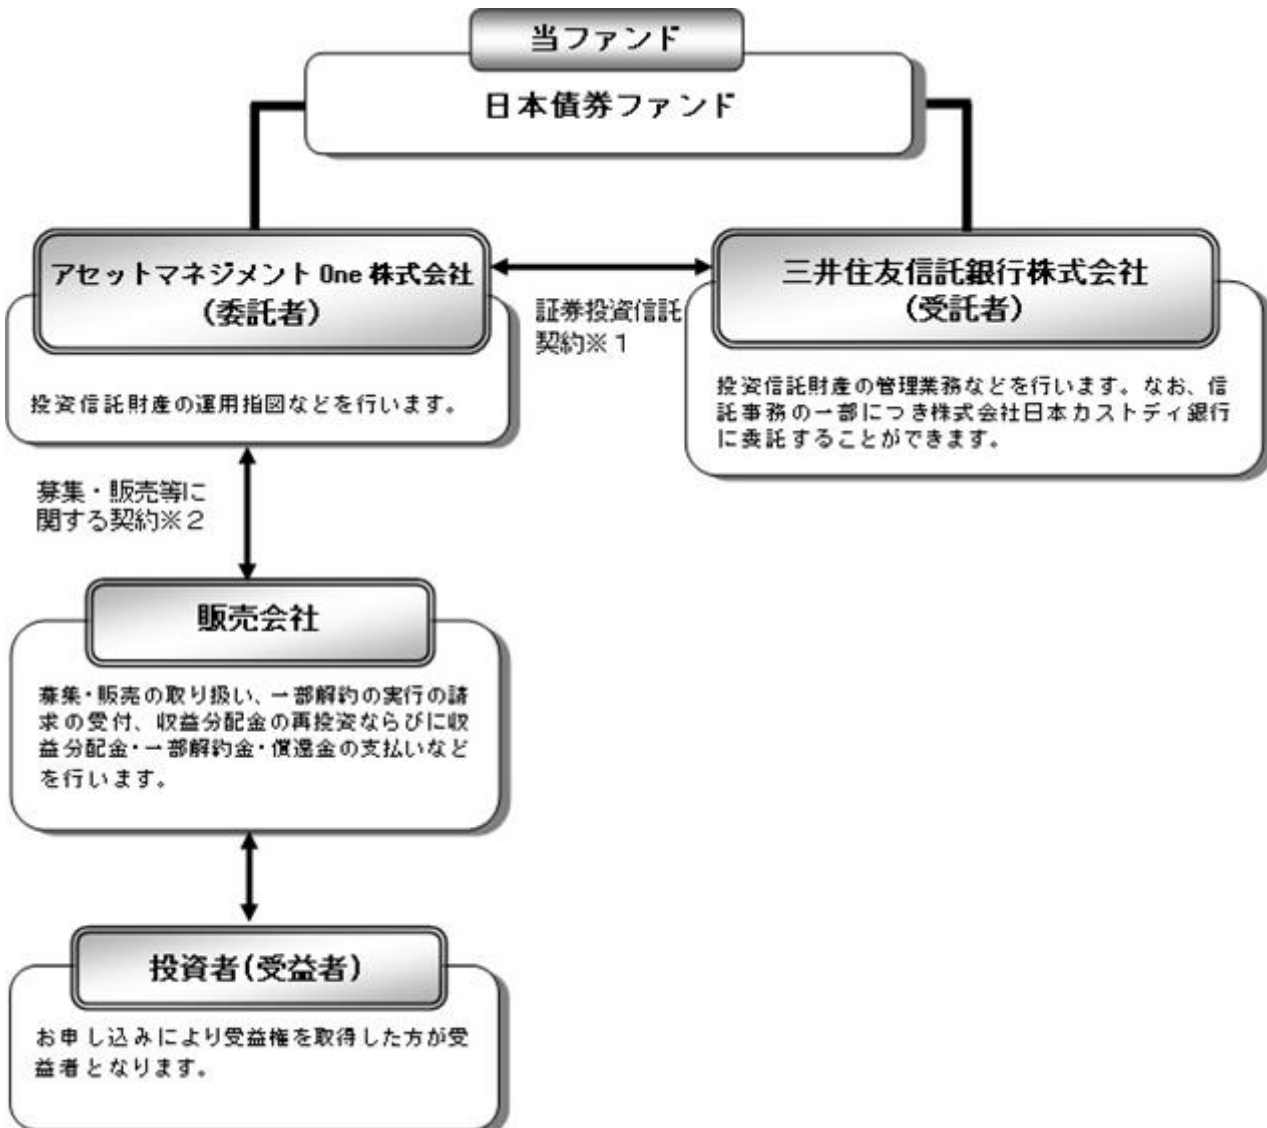 当ファンド
日本債券ファンド
アセットマネジメント One 株式会社
(委託者)
投資信託財産の運用指図などを行います。
証券投資信託
契約※1
三井住友信託銀行株式会社
(受託者)
投資信託財産の管理業務などを行います。なお、信
託事務の一部につき株式会社日本カストディ銀行
に委託することができます。
募集・販売等に
関する契約※2
販売会社
募集・販売の取り扱い、一部解約の実行の請
求の受付、収益分配金の再投資ならびに収
益分配金・一部解約金・償還金の支払いなど
を行います。
投資者(受益者)
お申し込みにより受益権を取得した方が受
益者となります。